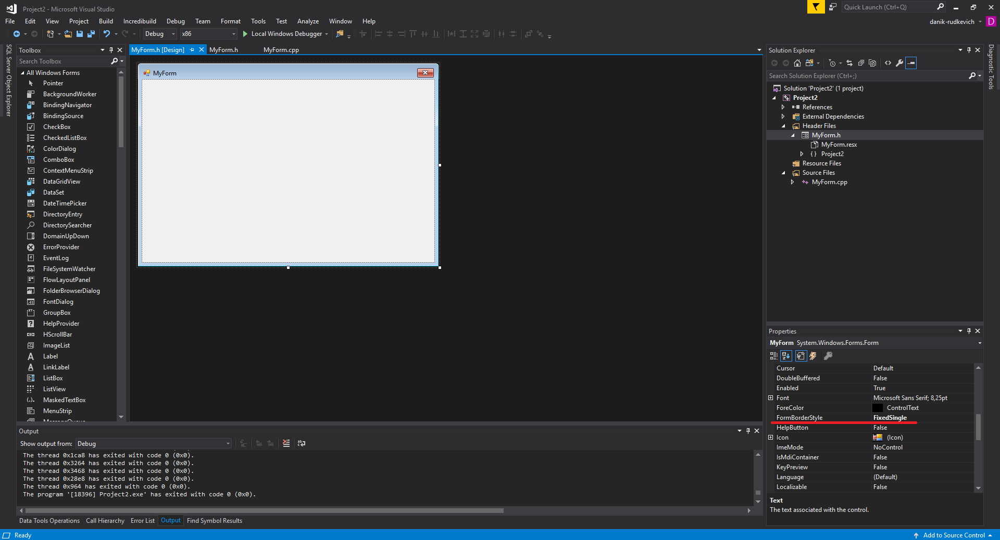 Project2 - Microsoft Visual Studio
Quick Launch (Ctrl+Q)
File Edit View Project Build Incredibuild Debug Team Format Tools Test Analyze Window Help
danik-rudkevich D
Debug x86 Local Windows Debugger
SQL Server Object Explorer
Toolbox
Search Toolbox
All Windows Forms
Pointer
BackgroundWorker
BindingNavigator
BindingSource
CheckBox
CheckedListBox
ColorDialog
ComboBox
ContextMenuStrip
DataGridView
DataSet
DateTimePicker
DirectoryEntry
DirectorySearcher
DomainUpDown
ErrorProvider
EventLog
FileSystemWatcher
FlowLayoutPanel
FolderBrowserDialog
FontDialog
GroupBox
HelpProvider
HScrollBar
ImageList
Label
LinkLabel
ListBox
ListView
MaskedTextBox
MenuStrip
MyForm.h [Design] MyForm.h MyForm.cpp
MyForm
Solution Explorer
Search Solution Explorer (Ctrl+;)
Solution 'Project2' (1 project)
Project2
References
External Dependencies
Header Files
MyForm.h
MyForm.resx
Project2
Resource Files
Source Files
MyForm.cpp
Diagnostic Tools
Properties
MyForm System.Windows.Forms.Form
Cursor Default
DoubleBuffered False
Enabled True
Font Microsoft Sans Serif; 8,25pt
ForeColor ControlText
FormBorderStyle FixedSingle
HelpButton False
Icon (Icon)
ImeMode NoControl
IsMdiContainer False
KeyPreview False
Language (Default)
Localizable False
Text
The text associated with the control.
Output
Show output from: Debug
The thread 0x1ca8 has exited with code 0 (0x0).
The thread 0x3264 has exited with code 0 (0x0).
The thread 0x3468 has exited with code 0 (0x0).
The thread 0x28e8 has exited with code 0 (0x0).
The thread 0x964 has exited with code 0 (0x0).
The program '[18396] Project2.exe' has exited with code 0 (0x0).
Data Tools Operations Call Hierarchy Error List Output Find Symbol Results
Ready
Add to Source Control